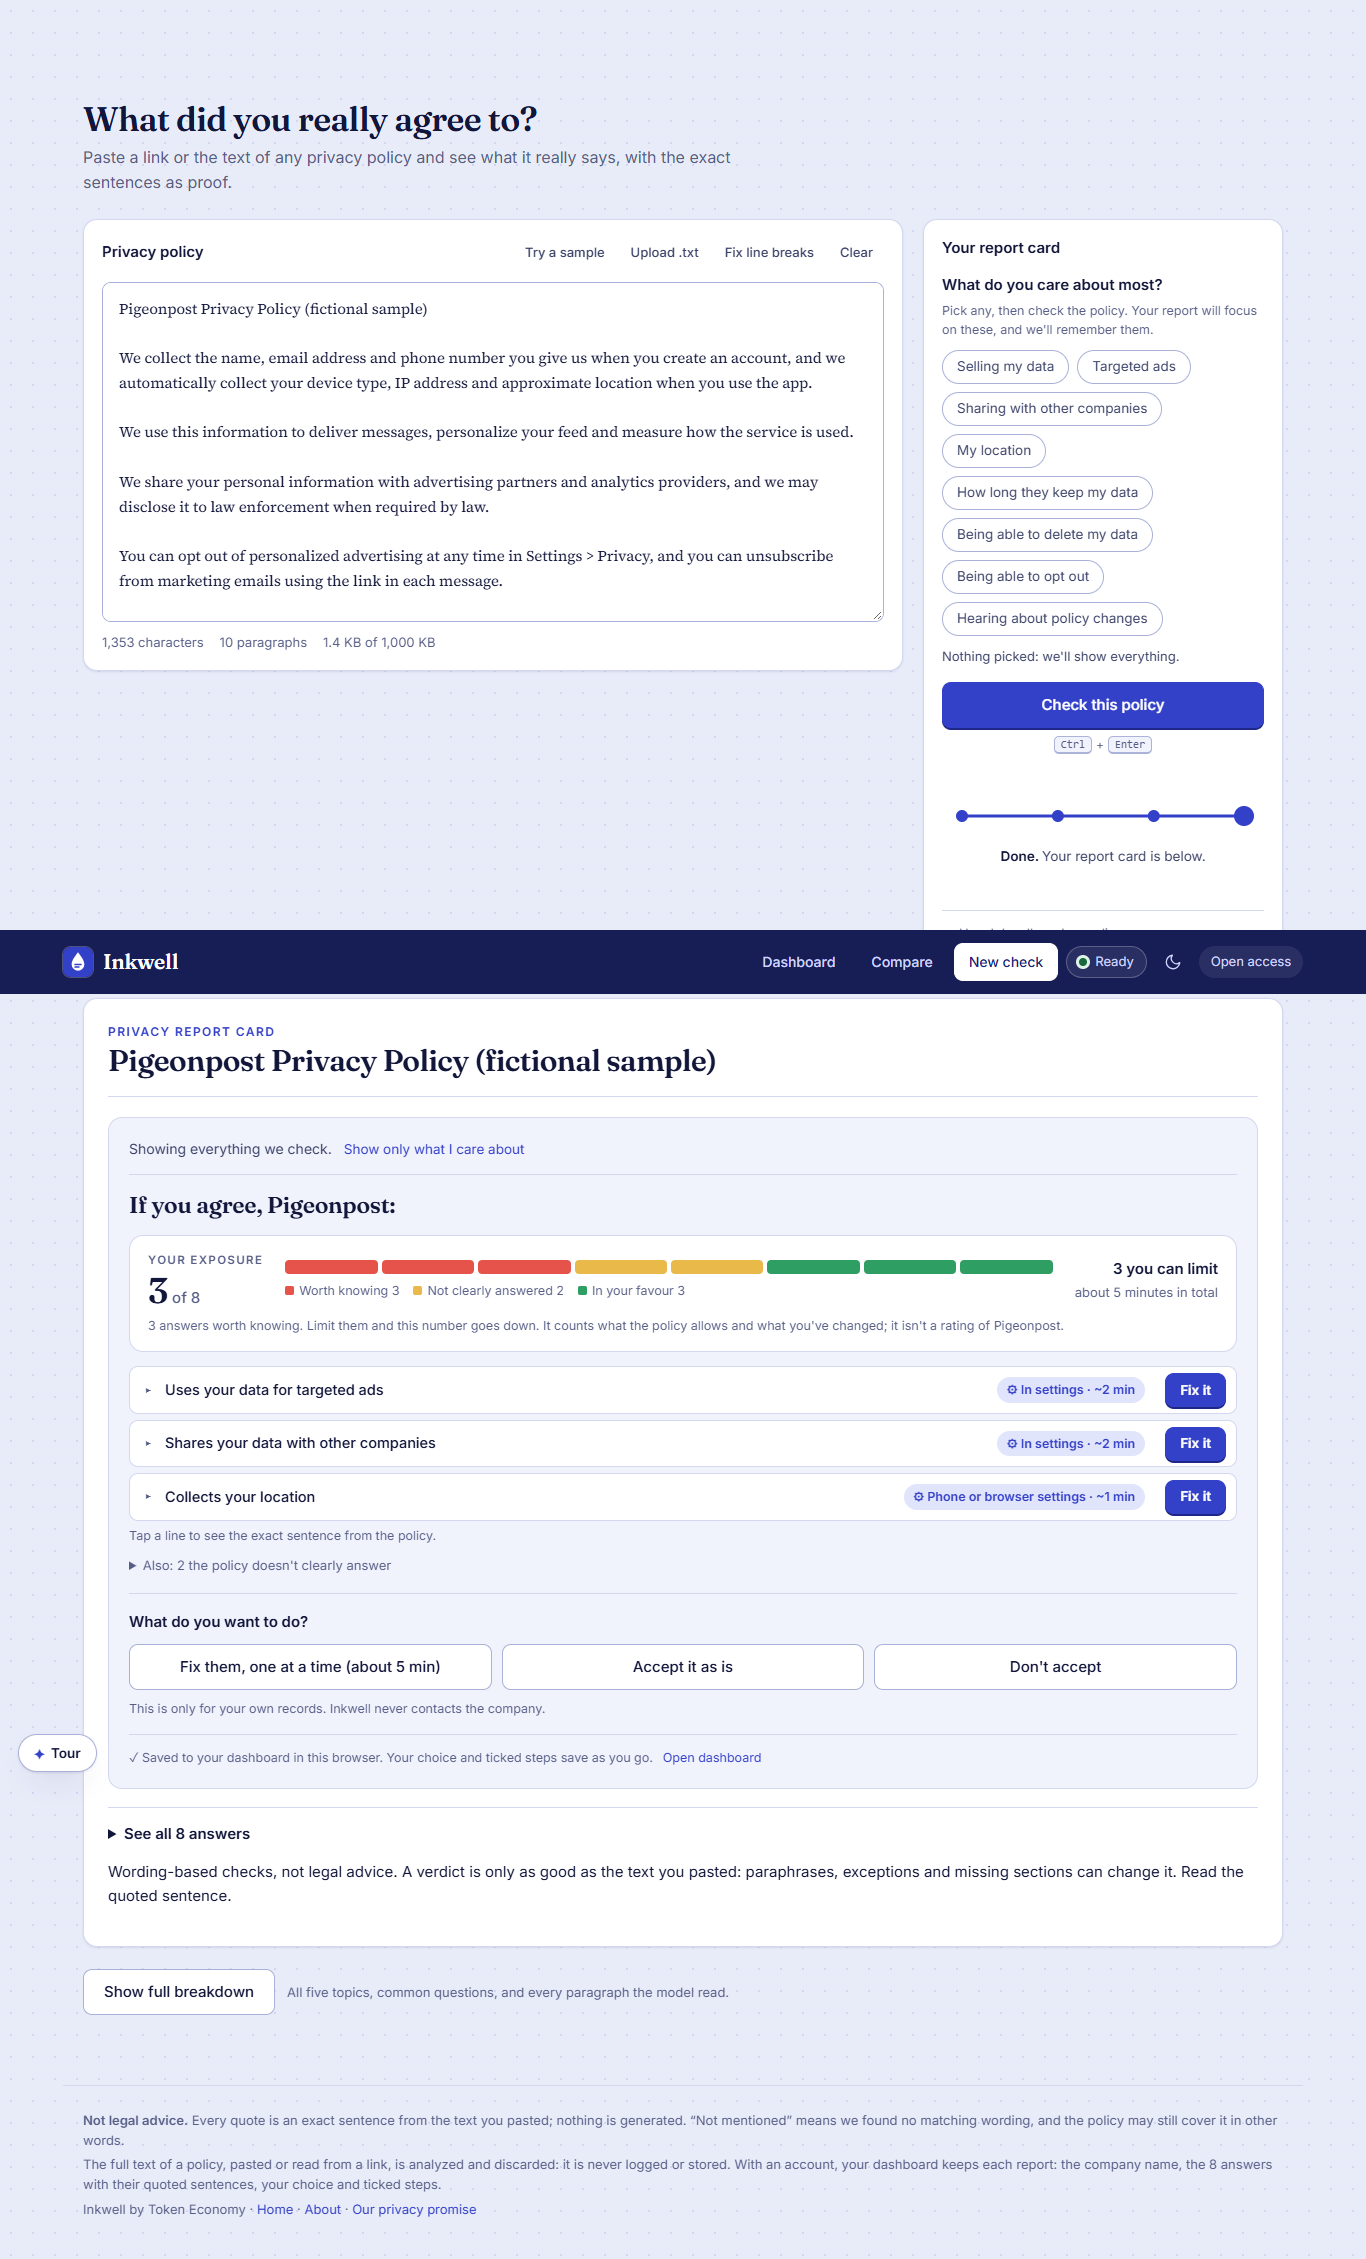 What did you really agree to?
Paste a link or the text of any privacy policy and see what it really says, with the exact
sentences as proof.
Privacy policy
Try a sample
Upload .txt
Fix line breaks
Clear
Pigeonpost Privacy Policy (fictional sample)
We collect the name, email address and phone number you give us when you create an account, and we
automatically collect your device type, IP address and approximate location when you use the app.
We use this information to deliver messages, personalize your feed and measure how the service is used.
We share your personal information with advertising partners and analytics providers, and we may
disclose it to law enforcement when required by law.
You can opt out of personalized advertising at any time in Settings > Privacy, and you can unsubscribe
from marketing emails using the link in each message.
1,353 characters
10 paragraphs
1.4 KB of 1,000 KB
Your report card
What do you care about most?
Pick any, then check the policy. Your report will focus
on these, and we'll remember them.
Selling my data
Targeted ads
Sharing with other companies
My location
How long they keep my data
Being able to delete my data
Being able to opt out
Hearing about policy changes
Nothing picked: we'll show everything.
Check this policy
Ctrl + Enter
Done. Your report card is below.
Inkwell
Dashboard
Compare
New check
Ready
Open access
PRIVACY REPORT CARD
Pigeonpost Privacy Policy (fictional sample)
Showing everything we check. Show only what I care about
If you agree, Pigeonpost:
YOUR EXPOSURE
3 of 8
Worth knowing 3
Not clearly answered 2
In your favour 3
3 you can limit
about 5 minutes in total
3 answers worth knowing. Limit them and this number goes down. It counts what the policy allows and what you've changed; it isn't a rating of Pigeonpost.
Uses your data for targeted ads
In settings · ~2 min
Fix it
Shares your data with other companies
In settings · ~2 min
Fix it
Collects your location
Phone or browser settings · ~1 min
Fix it
Tap a line to see the exact sentence from the policy.
Also: 2 the policy doesn't clearly answer
What do you want to do?
Fix them, one at a time (about 5 min)
Accept it as is
Don't accept
This is only for your own records. Inkwell never contacts the company.
✓ Saved to your dashboard in this browser. Your choice and ticked steps save as you go. Open dashboard
Tour
See all 8 answers
Wording-based checks, not legal advice. A verdict is only as good as the text you pasted: paraphrases, exceptions and missing sections can change it. Read the
quoted sentence.
Show full breakdown
All five topics, common questions, and every paragraph the model read.
Not legal advice. Every quote is an exact sentence from the text you pasted; nothing is generated. “Not mentioned” means we found no matching wording, and the policy may still cover it in other
words.
The full text of a policy, pasted or read from a link, is analyzed and discarded: it is never logged or stored. With an account, your dashboard keeps each report: the company name, the 8 answers
with their quoted sentences, your choice and ticked steps.
Inkwell by Token Economy · Home · About · Our privacy promise